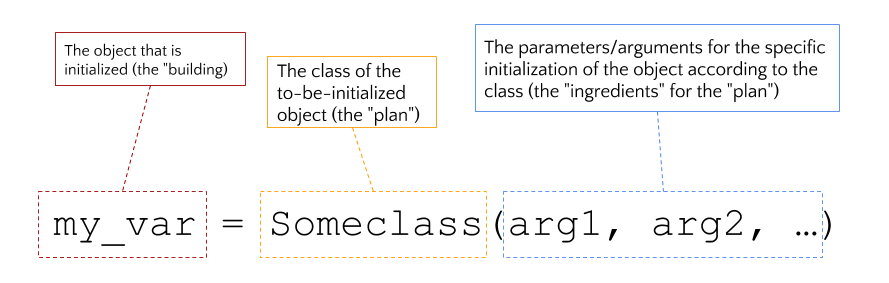 The object that is
initialized (the "building)
The class of the
to-be-initialized
object (the "plan")
The parameters/arguments for the specific
initialization of the object according to the
class (the "ingredients" for the "plan")
my_var = Someclass(arg1, arg2, …)